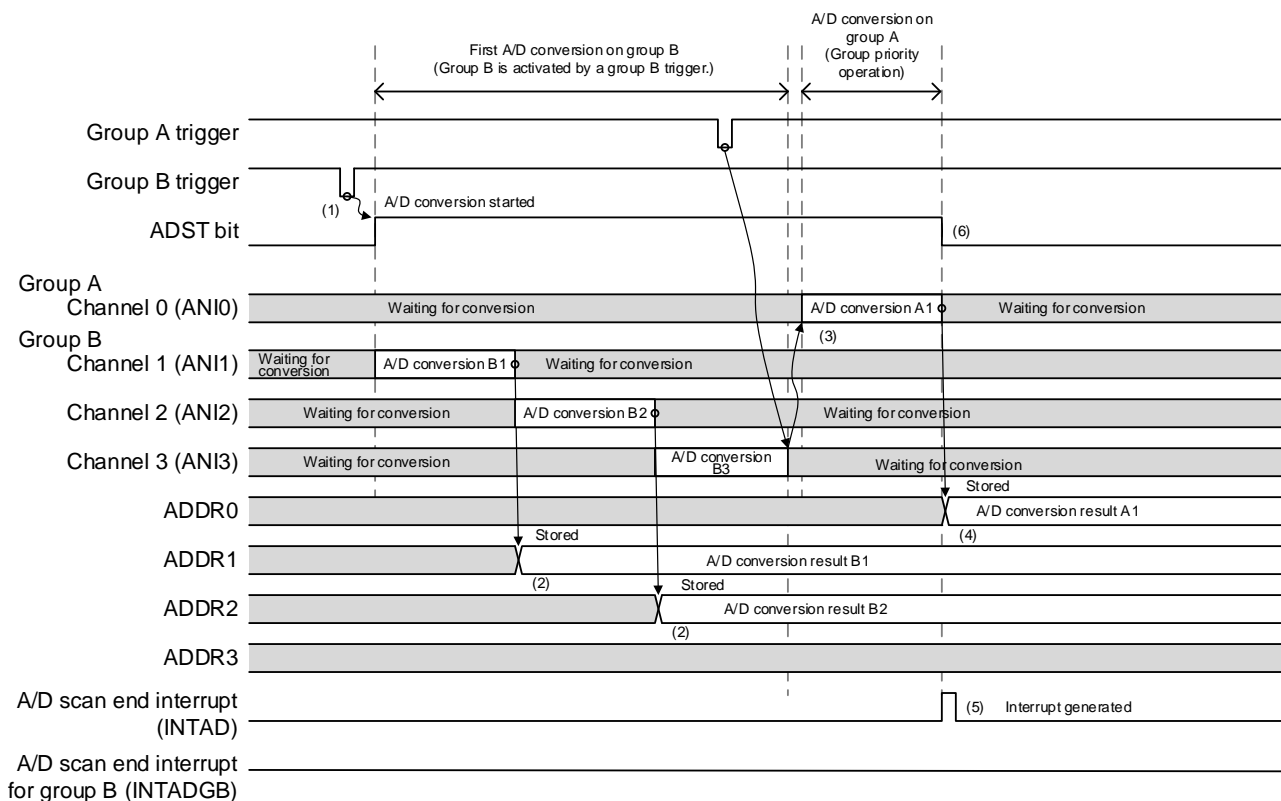 A/D conversion on
group A
(Group priority
operation)
First A/D conversion on group B
(Group B is activated by a group B trigger.)
Group A trigger
Group B trigger
(1)
A/D conversion started
ADST bit
(6)
Group A
Channel 0 (ANI0)
Waiting for conversion
A/D conversion A1
Waiting for conversion
(3)
Group B
Channel 1 (ANI1)
Waiting for
conversion
A/D conversion B1
Waiting for conversion
Channel 2 (ANI2)
Waiting for conversion
A/D conversion B2
Waiting for conversion
Channel 3 (ANI3)
Waiting for conversion
A/D conversion
B3
Waiting for conversion
Stored
ADDR0
A/D conversion result A1
(4)
Stored
ADDR1
A/D conversion result B1
(2)
Stored
ADDR2
A/D conversion result B2
(2)
ADDR3
A/D scan end interrupt
(INTAD)
(5)
Interrupt generated
A/D scan end interrupt
for group B (INTADGB)